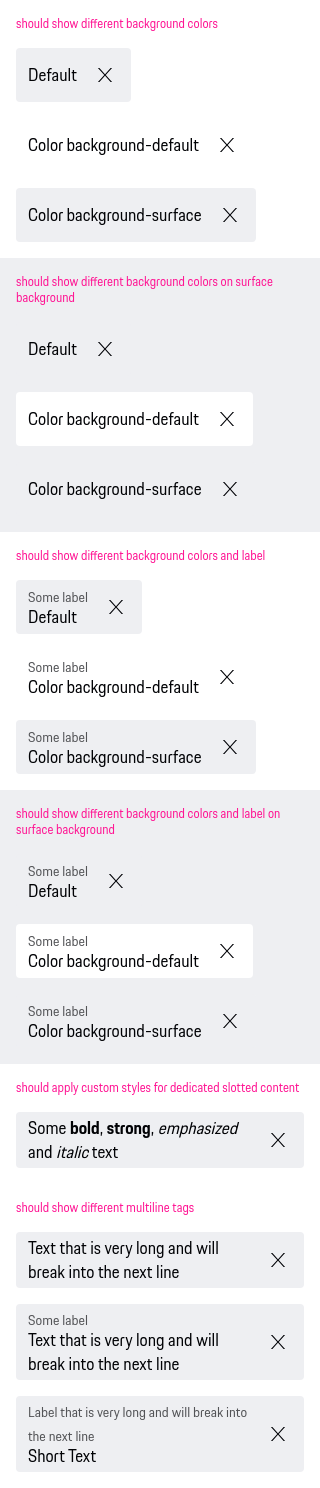 should show different background colors
Default
Color background-default
Color background-surface
should show different background colors on surface
background
Default
Color background-default
Color background-surface
should show different background colors and label
Some label
Default
Some label
Color background-default
Some label
Color background-surface
should show different background colors and label on
surface background
Some label
Default
Some label
Color background-default
Some label
Color background-surface
should apply custom styles for dedicated slotted content
Some bold, strong, emphasized
and italic text
should show different multiline tags
Text that is very long and will
break into the next line
Some label
Text that is very long and will
break into the next line
Label that is very long and will break into
the next line
Short Text